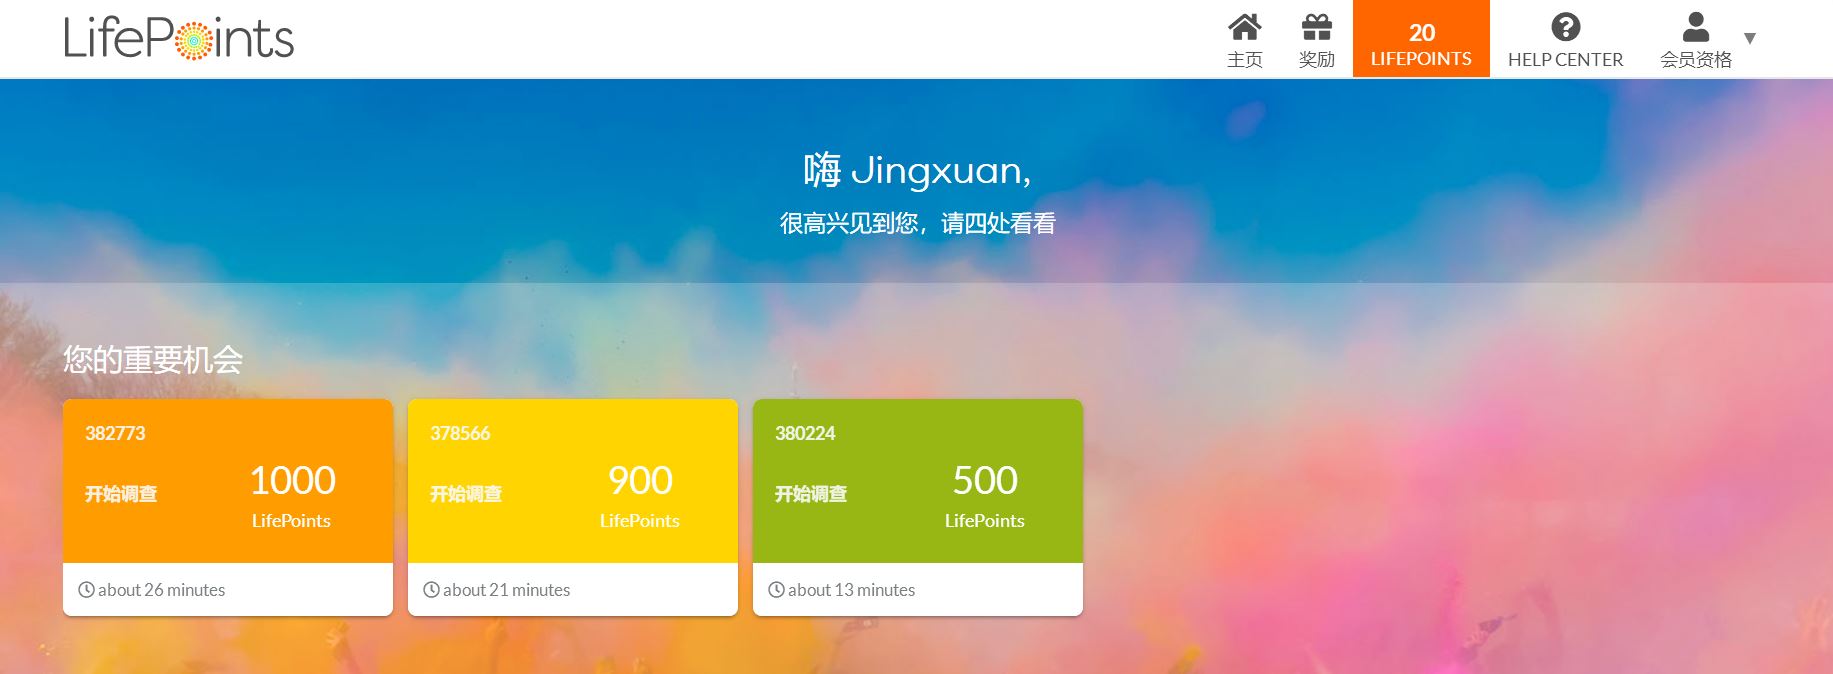 LifePoints
主页
奖励
20
LIFEPOINTS
HELP CENTER
会员资格
嗨 Jingxuan,
很高兴见到您，请四处看看
您的重要机会
382773
开始调查
1000
LifePoints
about 26 minutes
378566
开始调查
900
LifePoints
about 21 minutes
380224
开始调查
500
LifePoints
about 13 minutes